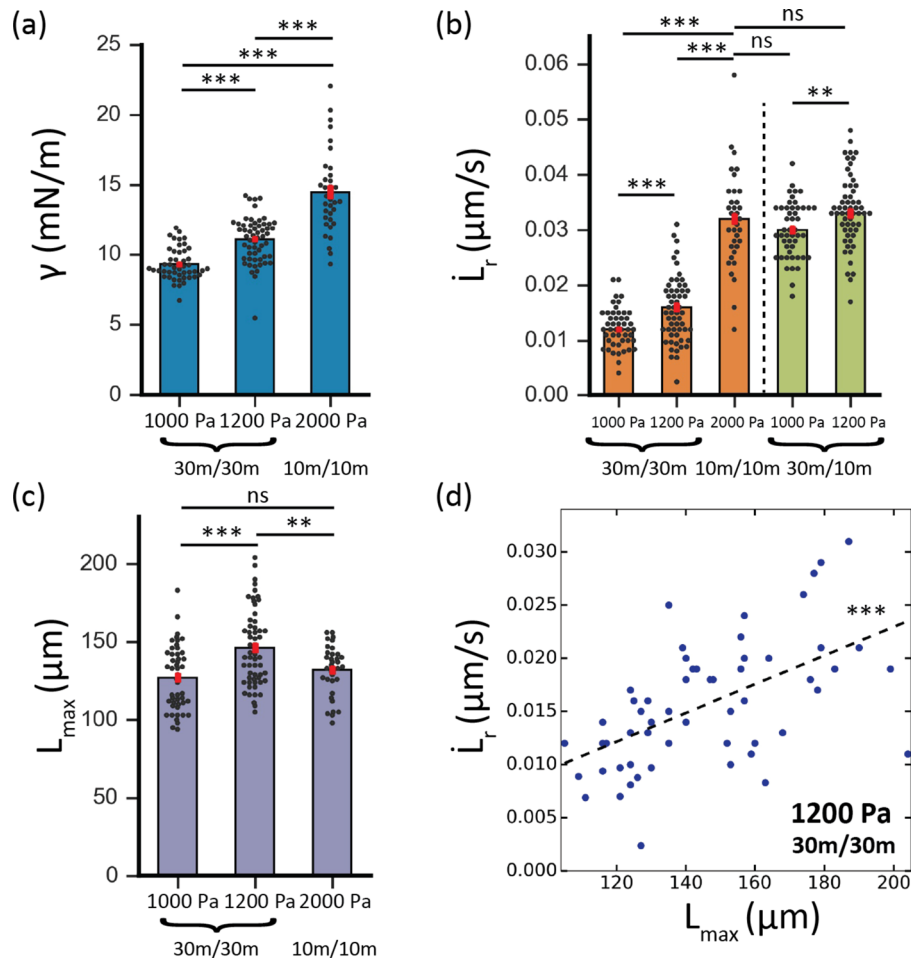 (a)
***
***
***
γ (mN/m)
25
20
15
10
5
0
1000 Pa 1200 Pa 2000 Pa
30m/30m 10m/10m
(b)
ns
***
***
ns
**
***
L̇r (μm/s)
0.06
0.05
0.04
0.03
0.02
0.01
0.00
1000 Pa 1200 Pa 2000 Pa 1000 Pa 1200 Pa
30m/30m 10m/10m 30m/10m
(c)
ns
*** **
Lmax (μm)
200
150
100
50
0
1000 Pa 1200 Pa 2000 Pa
30m/30m 10m/10m
(d)
L̇r (μm/s)
0.030
0.025
0.020
0.015
0.010
0.005
0.000
***
1200 Pa
30m/30m
120 140 160 180 200
Lmax (μm)